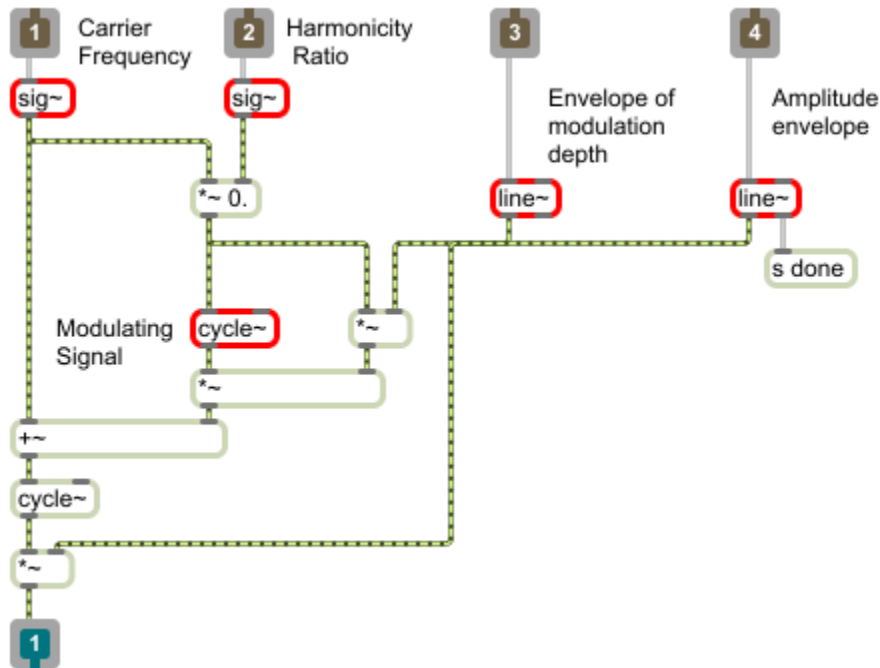 1
Carrier
Frequency
2
Harmonicity
Ratio
3
4
sig~
sig~
Envelope of
modulation
depth
Amplitude
envelope
*~ 0.
line~
line~
s done
Modulating
Signal
cycle~
*~
*~
+~
cycle~
*~
1